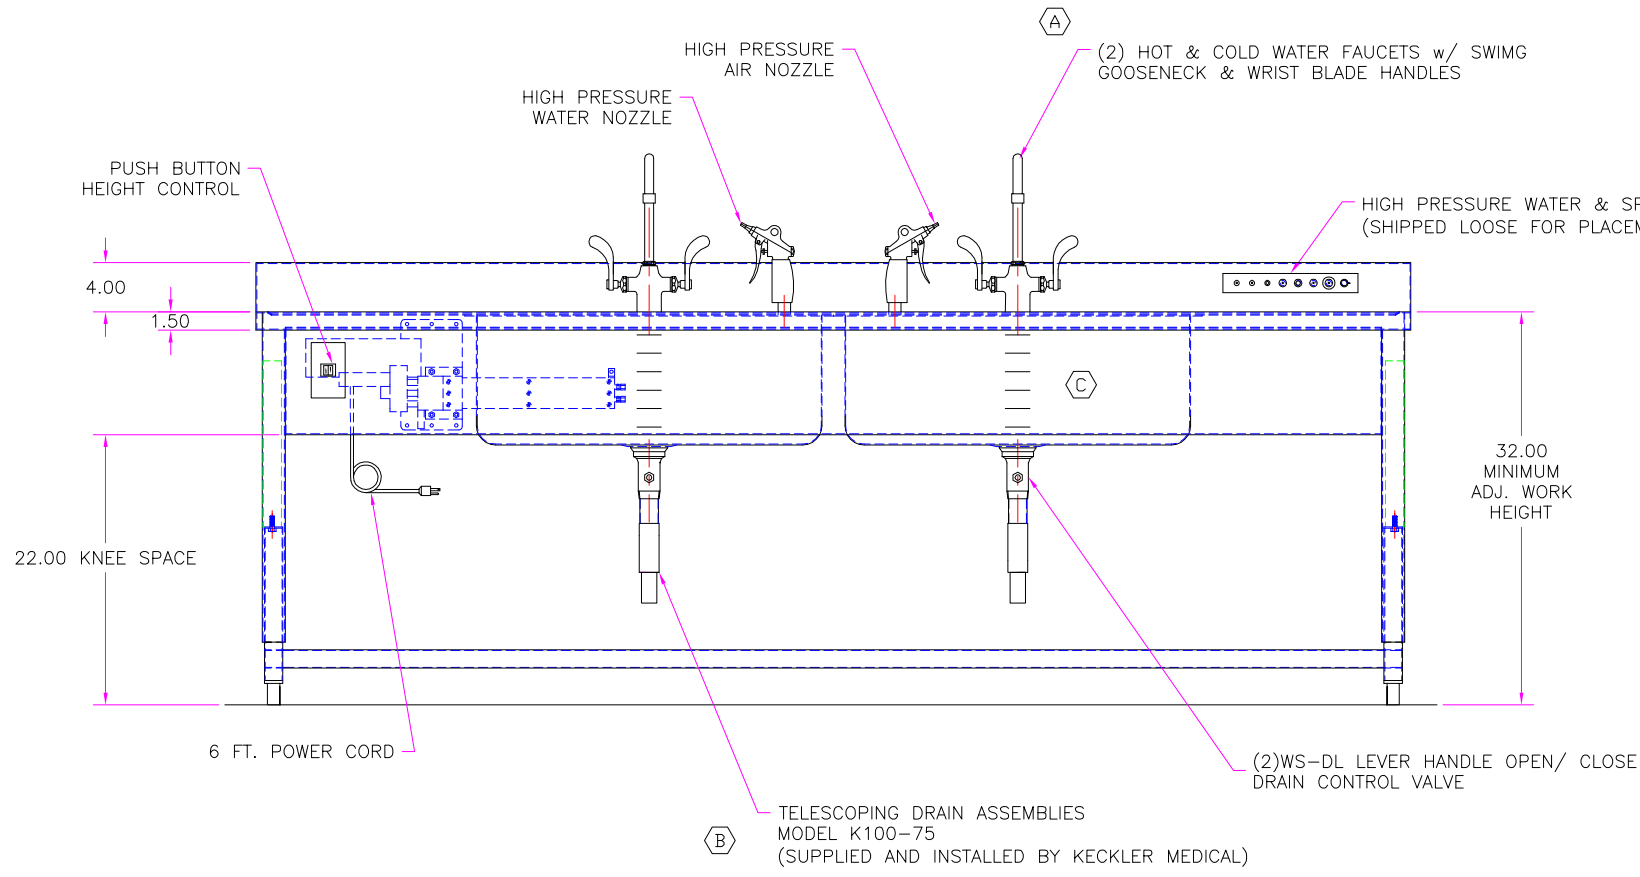 A
(2) HOT & COLD WATER FAUCETS w/ SWIMG
GOOSENECK & WRIST BLADE HANDLES
HIGH PRESSURE
AIR NOZZLE
HIGH PRESSURE
WATER NOZZLE
PUSH BUTTON
HEIGHT CONTROL
HIGH PRESSURE WATER &
(SHIPPED LOOSE FOR
4.00
1.50
C
32.00
MINIMUM
ADJ. WORK
HEIGHT
22.00 KNEE SPACE
6 FT. POWER CORD
(2)WS-DL LEVER HANDLE OPEN/ CLOSE
DRAIN CONTROL VALVE
TELESCOPING DRAIN ASSEMBLIES
MODEL K100-75
(SUPPLIED AND INSTALLED BY KECKLER MEDICAL)
B